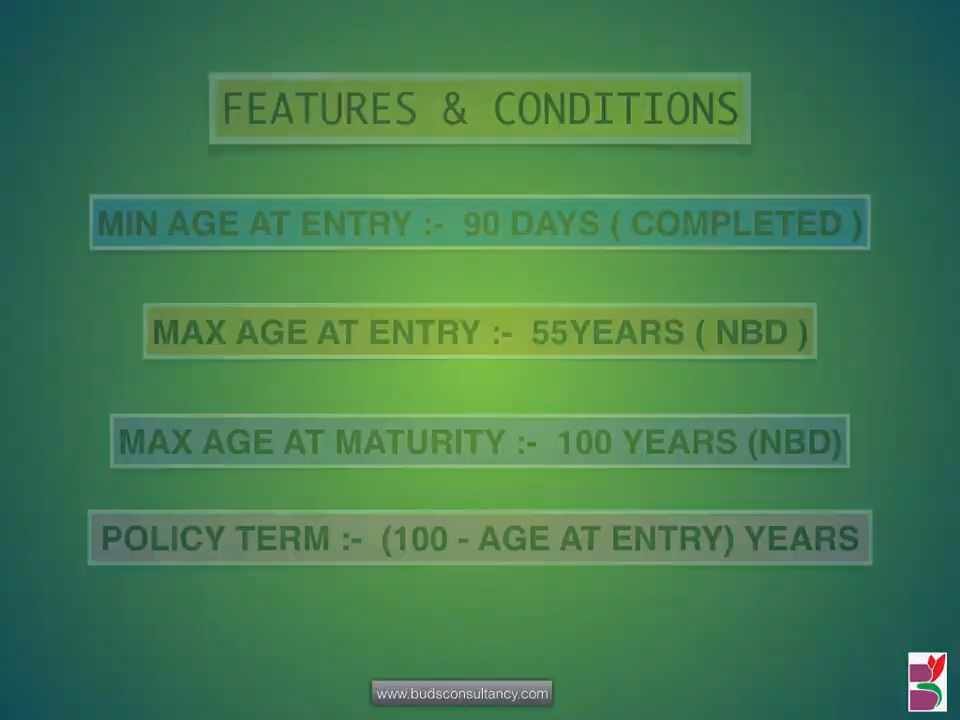 FEATURES & CONDITIONS
MIN AGE AT ENTRY :- 90 DAYS ( COMPLETED )
MAX AGE AT ENTRY :- 55YEARS ( NBD )
MAX AGE AT MATURITY :- 100 YEARS (NBD)
POLICY TERM :- (100 - AGE AT ENTRY) YEARS
www.budsconsultancy.com